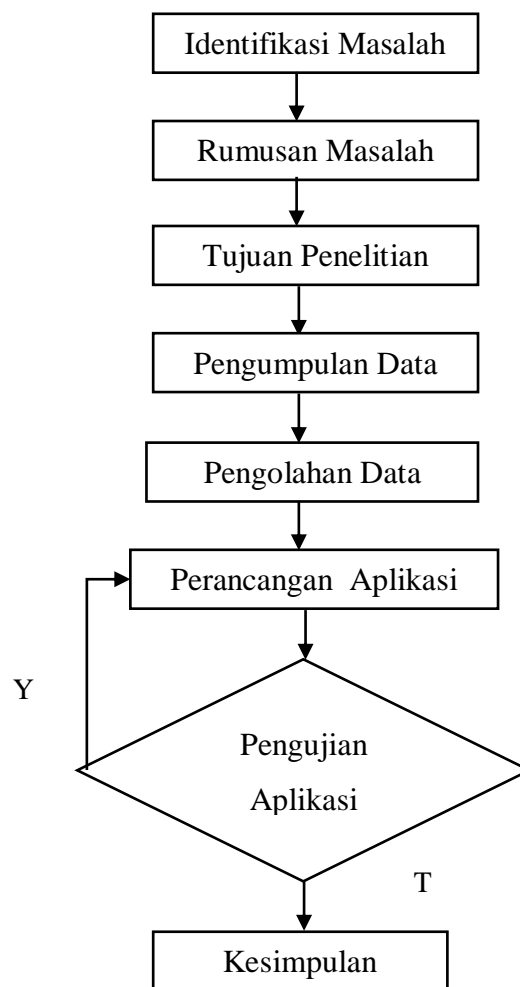 Identifikasi Masalah
Rumusan Masalah
Tujuan Penelitian
Pengumpulan Data
Pengolahan Data
Perancangan Aplikasi
Y
Pengujian
Aplikasi
T
Kesimpulan